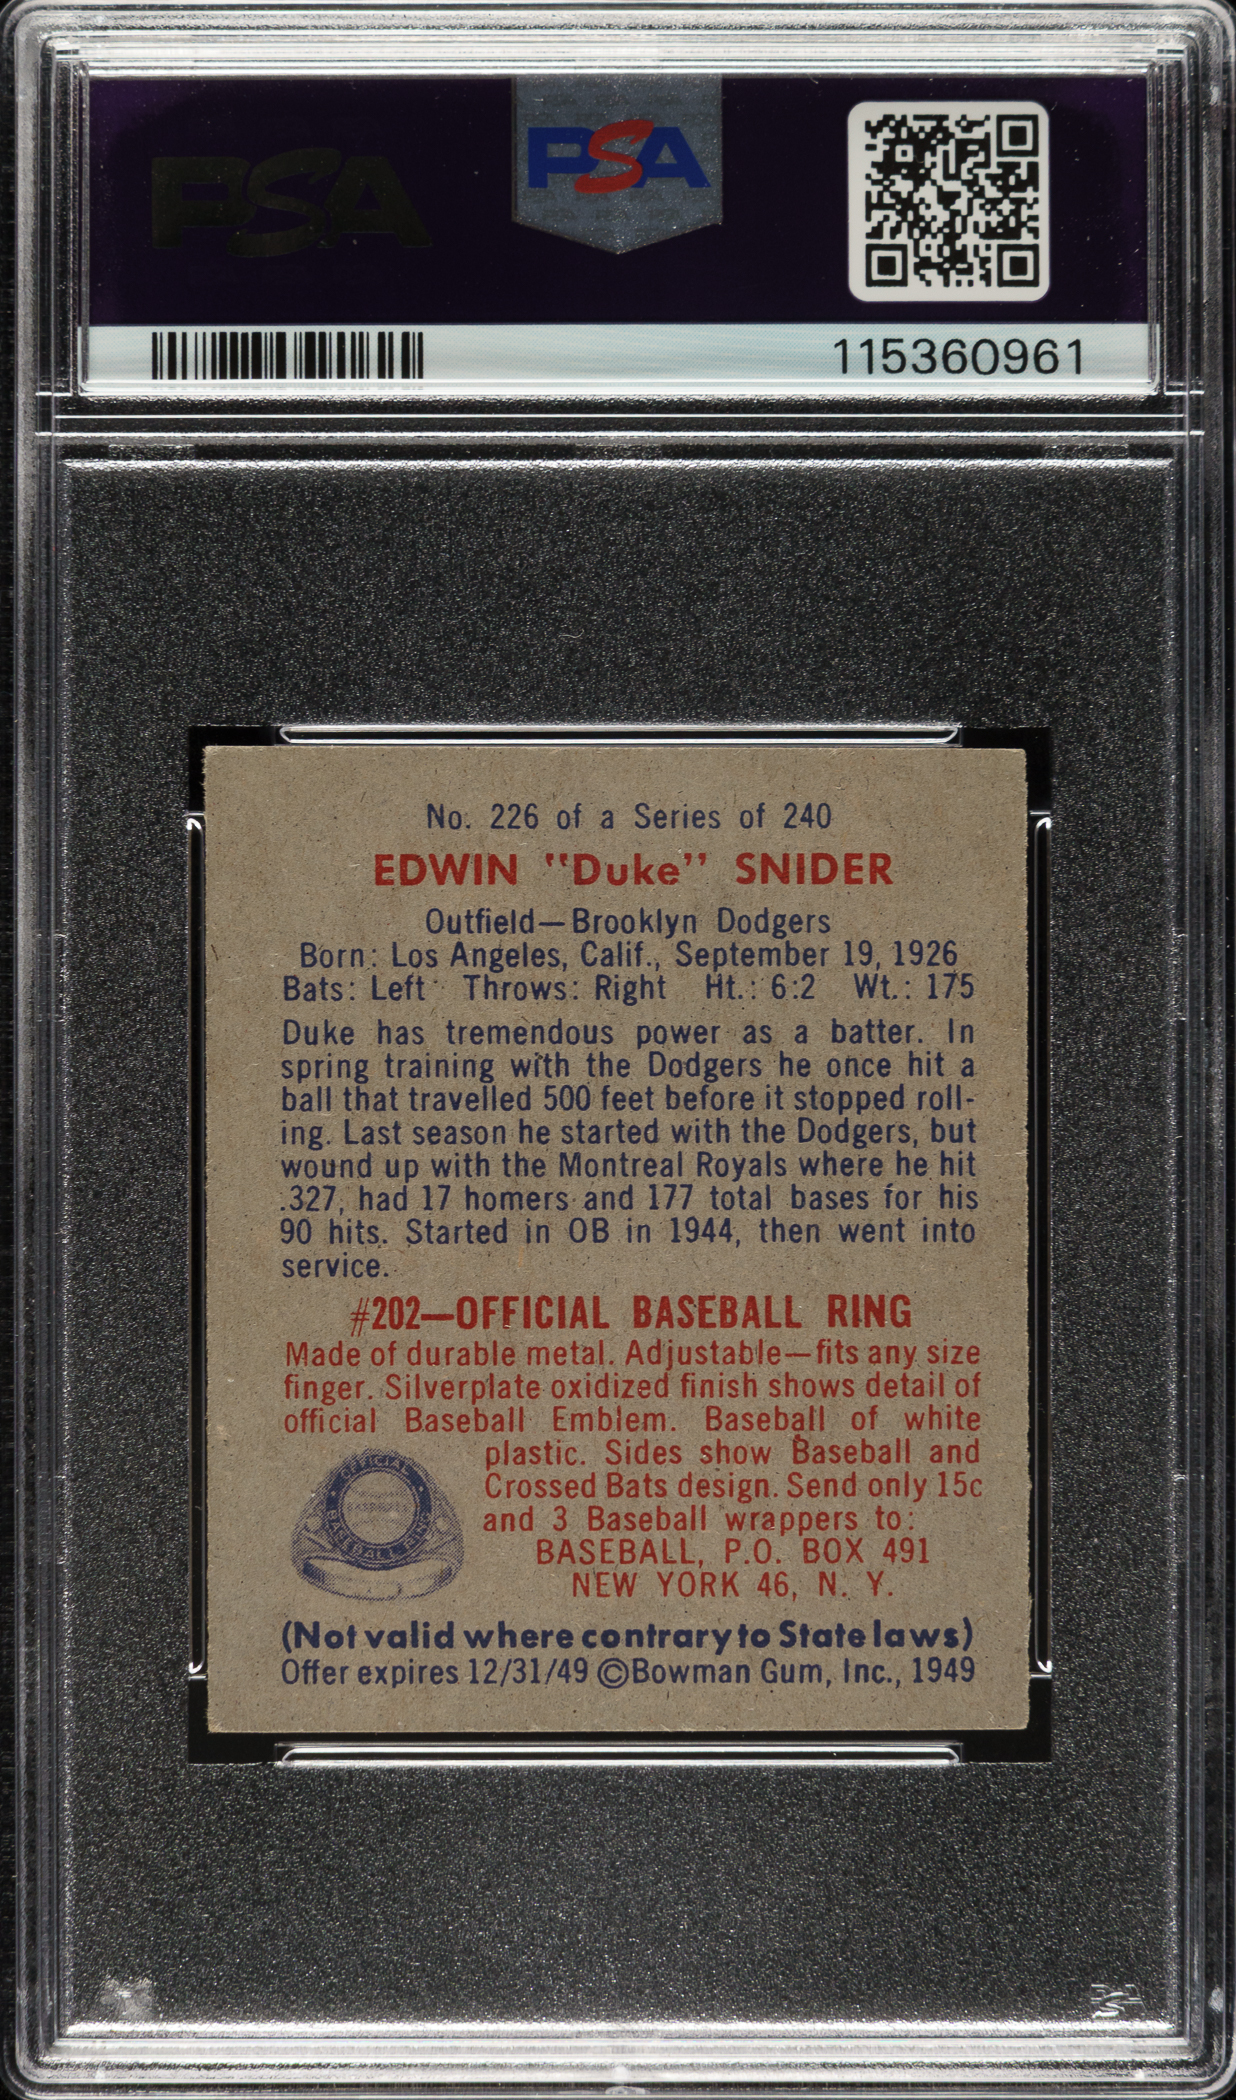 PSA
PSA
115360961
No. 226 of a Series of 240
EDWIN "Duke" SNIDER
Outfield—Brooklyn Dodgers
Born: Los Angeles, Calif., September 19, 1926
Bats: Left Throws: Right Ht.: 6:2 Wt.: 175
Duke has tremendous power as a batter. In
spring training with the Dodgers he once hit a
ball that travelled 500 feet before it stopped roll-
ing. Last season he started with the Dodgers, but
wound up with the Montreal Royals where he hit
.327, had 17 homers and 177 total bases for his
90 hits. Started in OB in 1944, then went into
service.
#202—OFFICIAL BASEBALL RING
Made of durable metal. Adjustable—fits any size
finger. Silverplate oxidized finish shows detail of
official Baseball Emblem. Baseball of white
plastic. Sides show Baseball and
Crossed Bats design. Send only 15c
and 3 Baseball wrappers to:
BASEBALL, P.O. BOX 491
NEW YORK 46, N. Y.
OFFICIAL
BASEBALL RING
(Not valid where contrary to State laws)
Offer expires 12/31/49 ©Bowman Gum, Inc., 1949